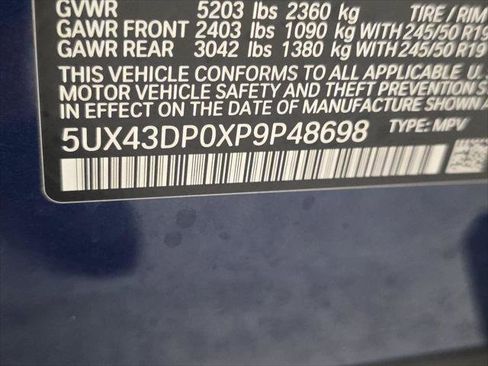 GVWR 5203 lbs 2360 kg TIRE / RIM
GAWR FRONT 2403 lbs 1090 kg WITH 245/50 R19
GAWR REAR 3042 lbs 1380 kg WITH 245/50 R19
THIS VEHICLE CONFORMS TO ALL APPLICABLE U.
MOTOR VEHICLE SAFETY AND THEFT PREVENT
IN EFFECT ON THE DATE OF MANUFACTURE
5UX43DP0XP9P48698 TYPE: MPV